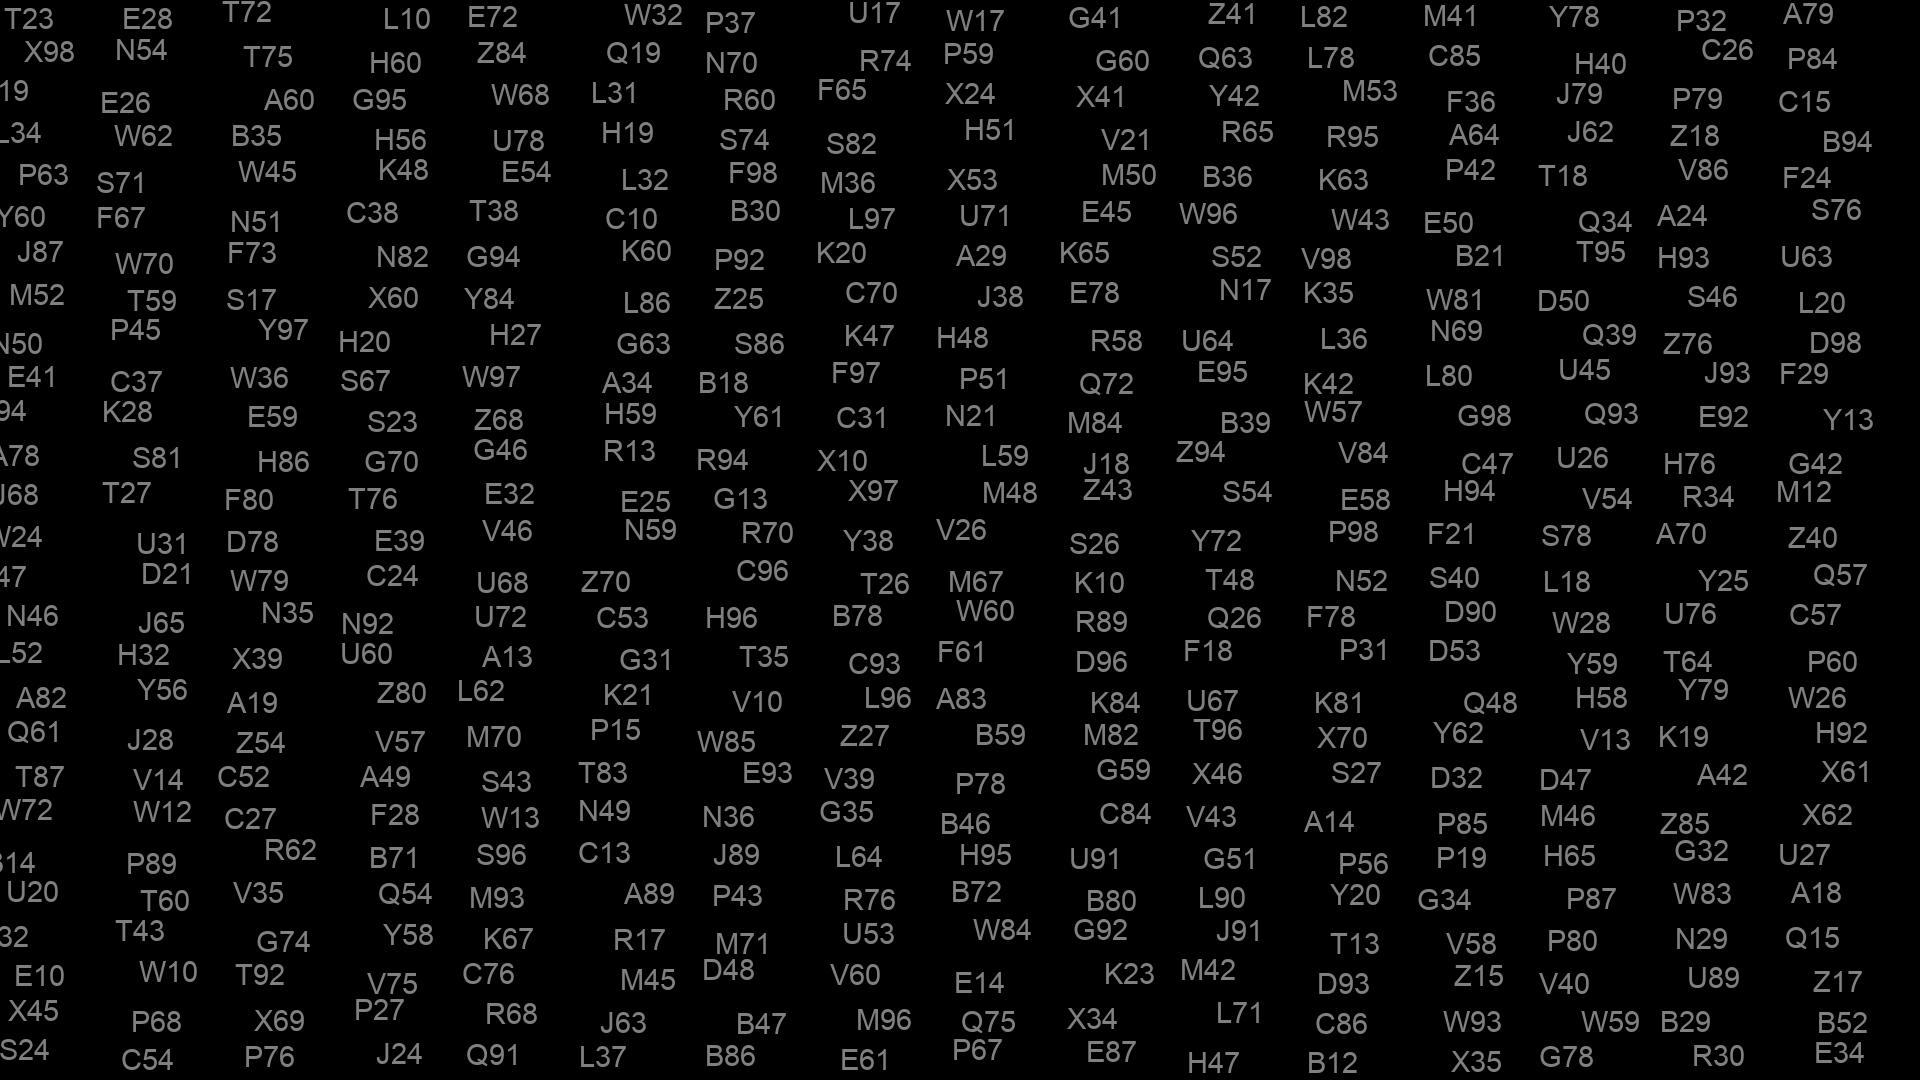 T23 E28 T72 L10 E72 W32 P37 U17 W17 G41 Z41 L82 M41 Y78 P32 A79
X98 N54 T75 H60 Z84 Q19 N70 R74 P59 G60 Q63 L78 C85 H40 C26 P84
19 E26 A60 G95 W68 L31 R60 F65 X24 X41 Y42 M53 F36 J79 P79 C15
L34 W62 B35 H56 U78 H19 S74 S82 H51 V21 R65 R95 A64 J62 Z18 B94
P63 S71 W45 K48 E54 L32 F98 M36 X53 M50 B36 K63 P42 T18 V86 F24
Y60 F67 N51 C38 T38 C10 B30 L97 U71 E45 W96 W43 E50 Q34 A24 S76
J87 W70 F73 N82 G94 K60 P92 K20 A29 K65 S52 V98 B21 T95 H93 U63
M52 T59 S17 X60 Y84 L86 Z25 C70 J38 E78 N17 K35 W81 D50 S46 L20
N50 P45 Y97 H20 H27 G63 S86 K47 H48 R58 U64 L36 N69 Q39 Z76 D98
E41 C37 W36 S67 W97 A34 B18 F97 P51 Q72 E95 K42 L80 U45 J93 F29
94 K28 E59 S23 Z68 H59 Y61 C31 N21 M84 B39 W57 G98 Q93 E92 Y13
A78 S81 H86 G70 G46 R13 R94 X10 L59 J18 Z94 V84 C47 U26 H76 G42
68 T27 F80 T76 E32 E25 G13 X97 M48 Z43 S54 E58 H94 V54 R34 M12
W24 U31 D78 E39 V46 N59 R70 Y38 V26 S26 Y72 P98 F21 S78 A70 Z40
47 D21 W79 C24 U68 Z70 C96 T26 M67 K10 T48 N52 S40 L18 Y25 Q57
N46 J65 N35 N92 U72 C53 H96 B78 W60 R89 Q26 F78 D90 W28 U76 C57
L52 H32 X39 U60 A13 G31 T35 C93 F61 D96 F18 P31 D53 Y59 T64 P60
A82 Y56 A19 Z80 L62 K21 V10 L96 A83 K84 U67 K81 Q48 H58 Y79 W26
Q61 J28 Z54 V57 M70 P15 W85 Z27 B59 M82 T96 X70 Y62 V13 K19 H92
T87 V14 C52 A49 S43 T83 E93 V39 P78 G59 X46 S27 D32 D47 A42 X61
W72 W12 C27 F28 W13 N49 N36 G35 B46 C84 V43 A14 P85 M46 Z85 X62
14 P89 R62 B71 S96 C13 J89 L64 H95 U91 G51 P56 P19 H65 G32 U27
U20 T60 V35 Q54 M93 A89 P43 R76 B72 B80 L90 Y20 G34 P87 W83 A18
32 T43 G74 Y58 K67 R17 M71 U53 W84 G92 J91 T13 V58 P80 N29 Q15
E10 W10 T92 V75 C76 M45 D48 V60 E14 K23 M42 D93 Z15 V40 U89 Z17
X45 P68 X69 P27 R68 J63 B47 M96 Q75 X34 L71 C86 W93 W59 B29 B52
S24 C54 P76 J24 Q91 L37 B86 E61 P67 E87 H47 B12 X35 G78 R30 E34